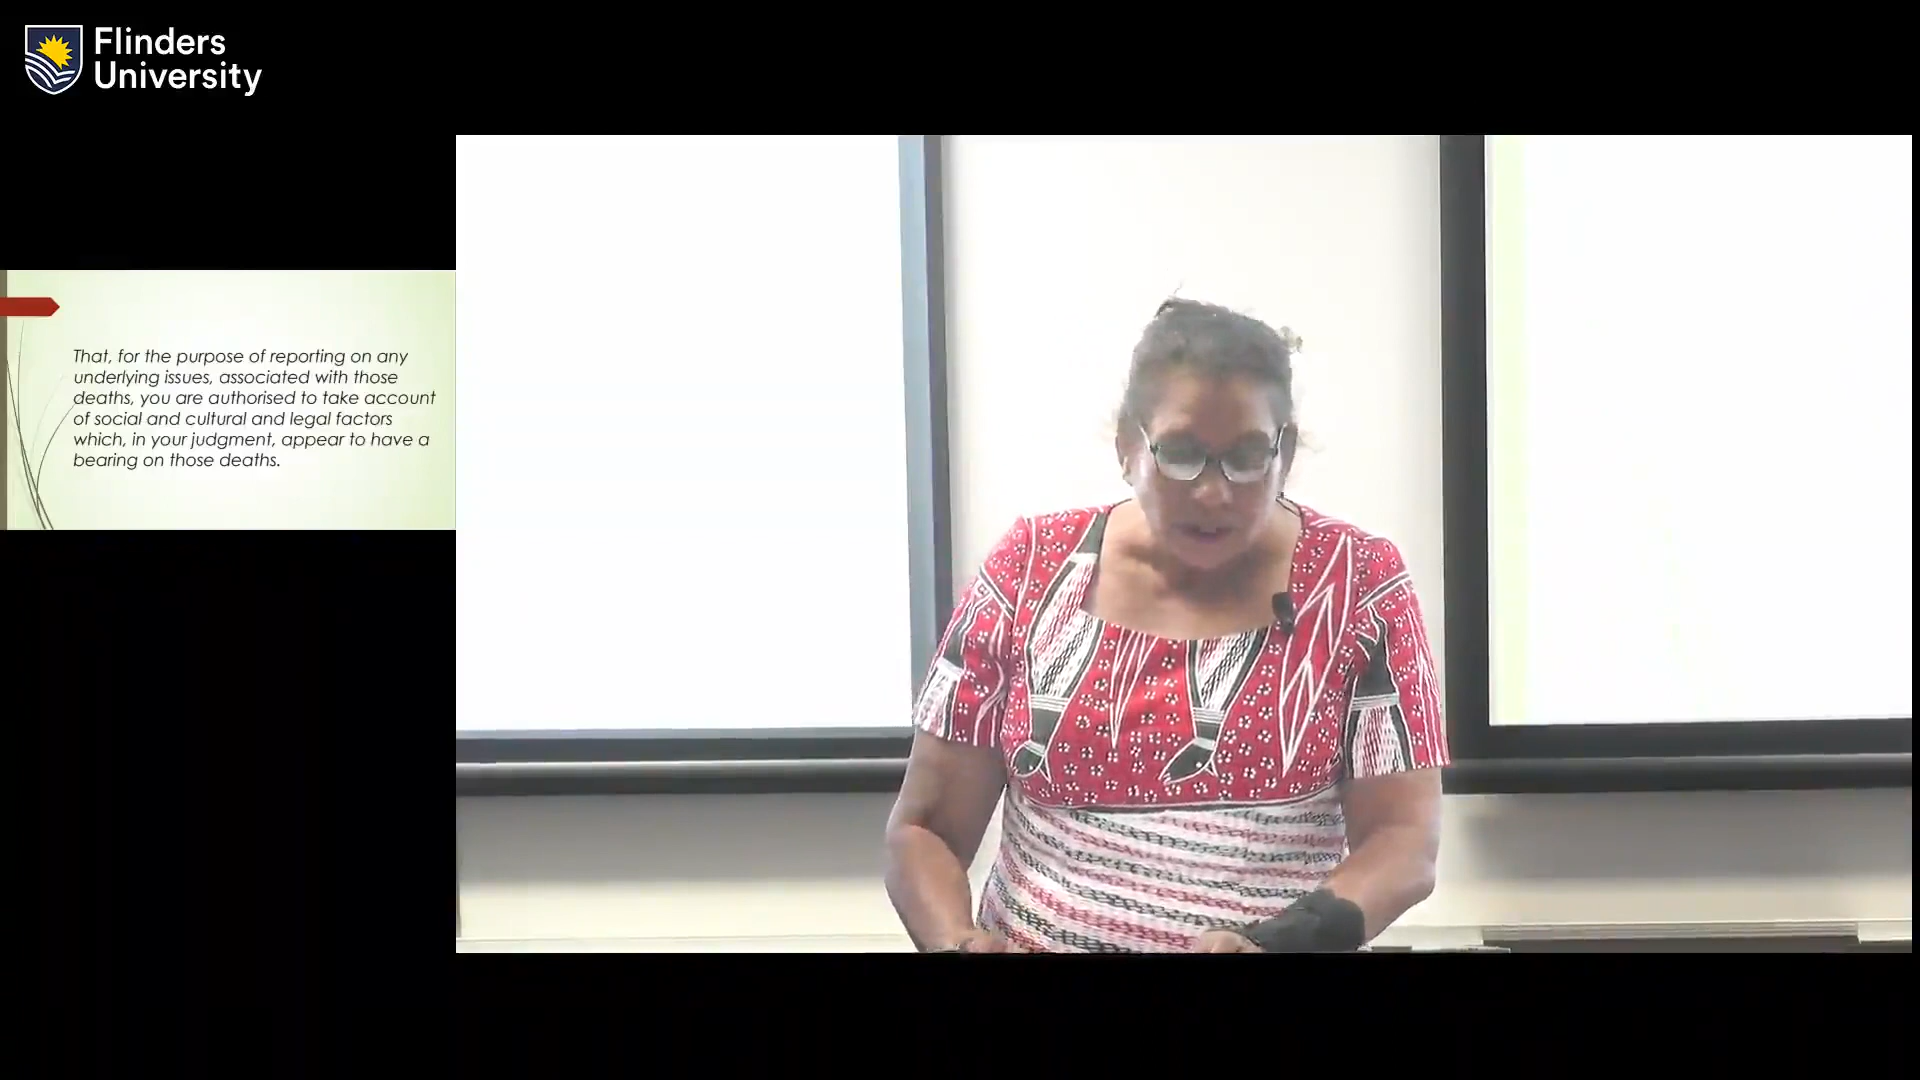 Flinders
University
That, for the purpose of reporting on any
underlying issues, associated with those
deaths, you are authorised to take account
of social and cultural and legal factors
which, in your judgment, appear to have a
bearing on those deaths.